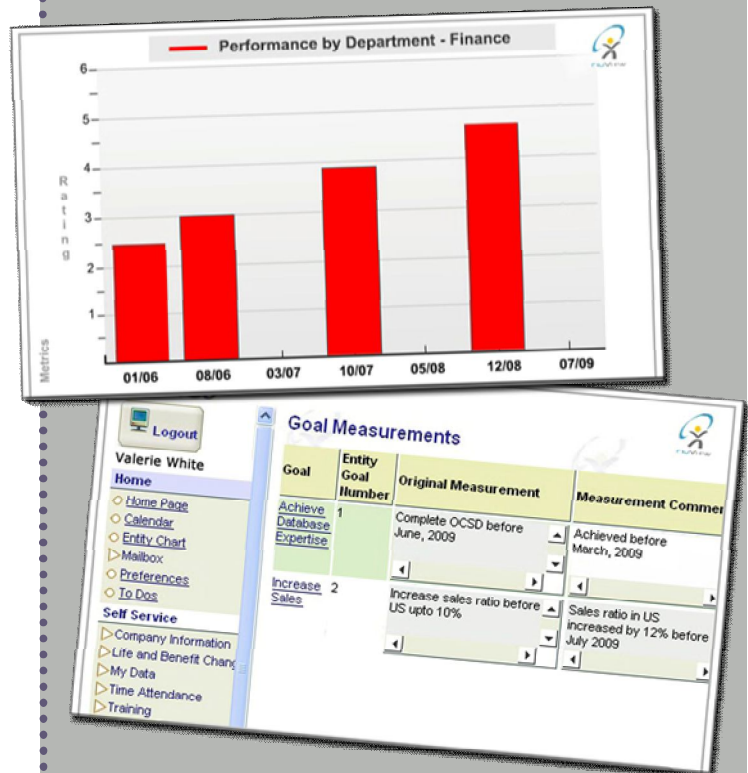 Performance by Department - Finance
6
5
4
3
2
1
Rating
Metrics
01/06 08/06 03/07 10/07 05/08 12/08 07/09
Logout
Valerie White
Home
Home Page
Calendar
Entity Chart
Mailbox
Preferences
To Dos
Self Service
Company Information
Life and Benefit Chang
My Data
Time Attendance
Training
Goal Measurements
Goal
Entity
Goal
Number
Original Measurement
Measurement Commen
Achieve
Database
Expertise
1
Complete OCSD before
June, 2009
Achieved before
March, 2009
Increase
Sales
2
Increase sales ratio before
US upto 10%
Sales ratio in US
increased by 12% before
July 2009